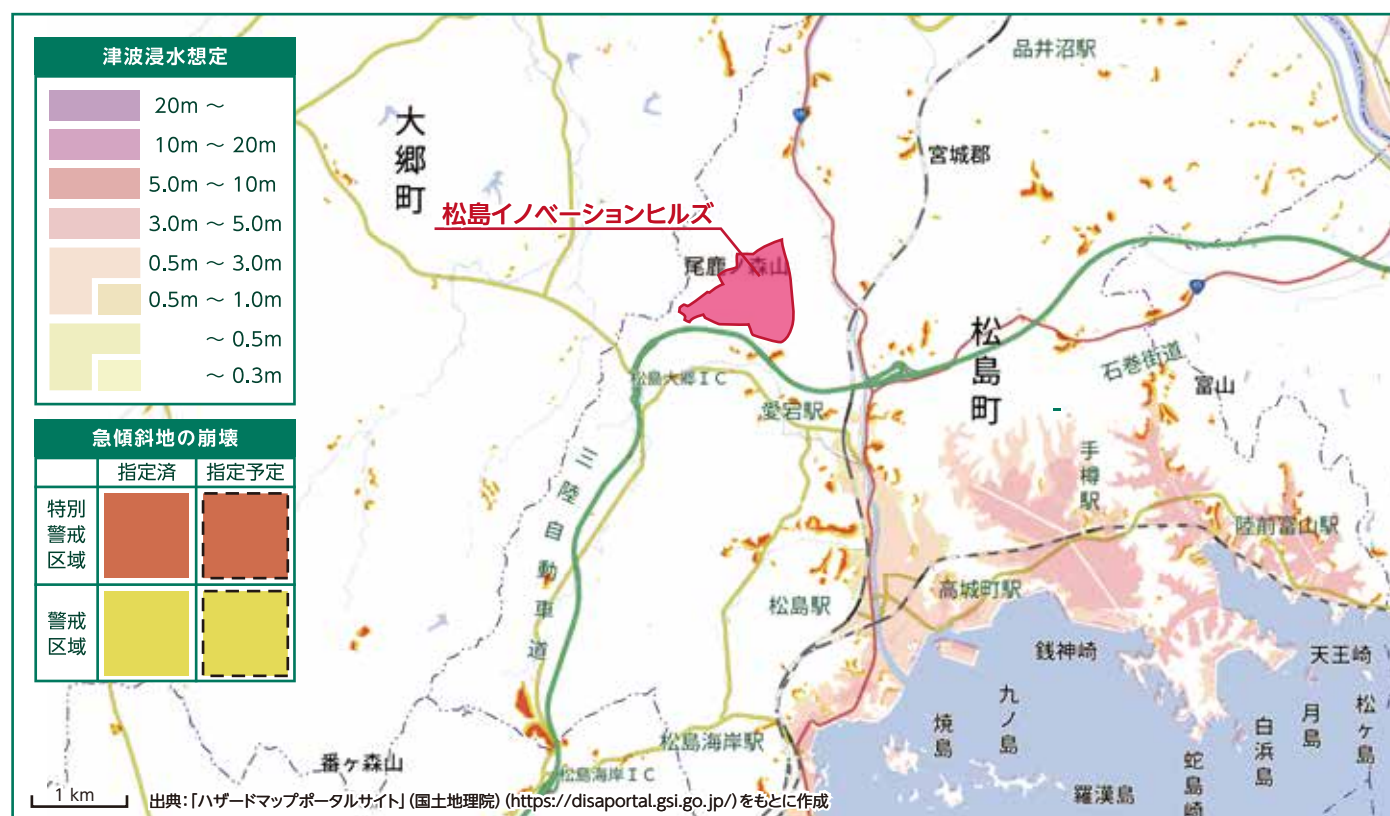 津波浸水想定
20m ～
10m ～ 20m
5.0m ～ 10m
3.0m ～ 5.0m
0.5m ～ 3.0m
0.5m ～ 1.0m
～ 0.5m
～ 0.3m
急傾斜地の崩壊
指定済
指定予定
特別
警戒
区域
警戒
区域
品井沼駅
大郷町
宮城郡
松島イノベーションヒルズ
尾鹿ノ森山
松島町
石巻街道
富山
松島大郷ＩＣ
愛宕駅
手樽駅
三陸自動車道
陸前富山駅
高城町駅
松島駅
銭神崎
天王崎
九ノ島
焼島
月島
松ヶ島
白浜島
蛇島崎
羅漢島
松島海岸駅
番ヶ森山
松島海岸ＩＣ
1 km
出典：「ハザードマップポータルサイト」（国土地理院）（https://disaportal.gsi.go.jp/）をもとに作成